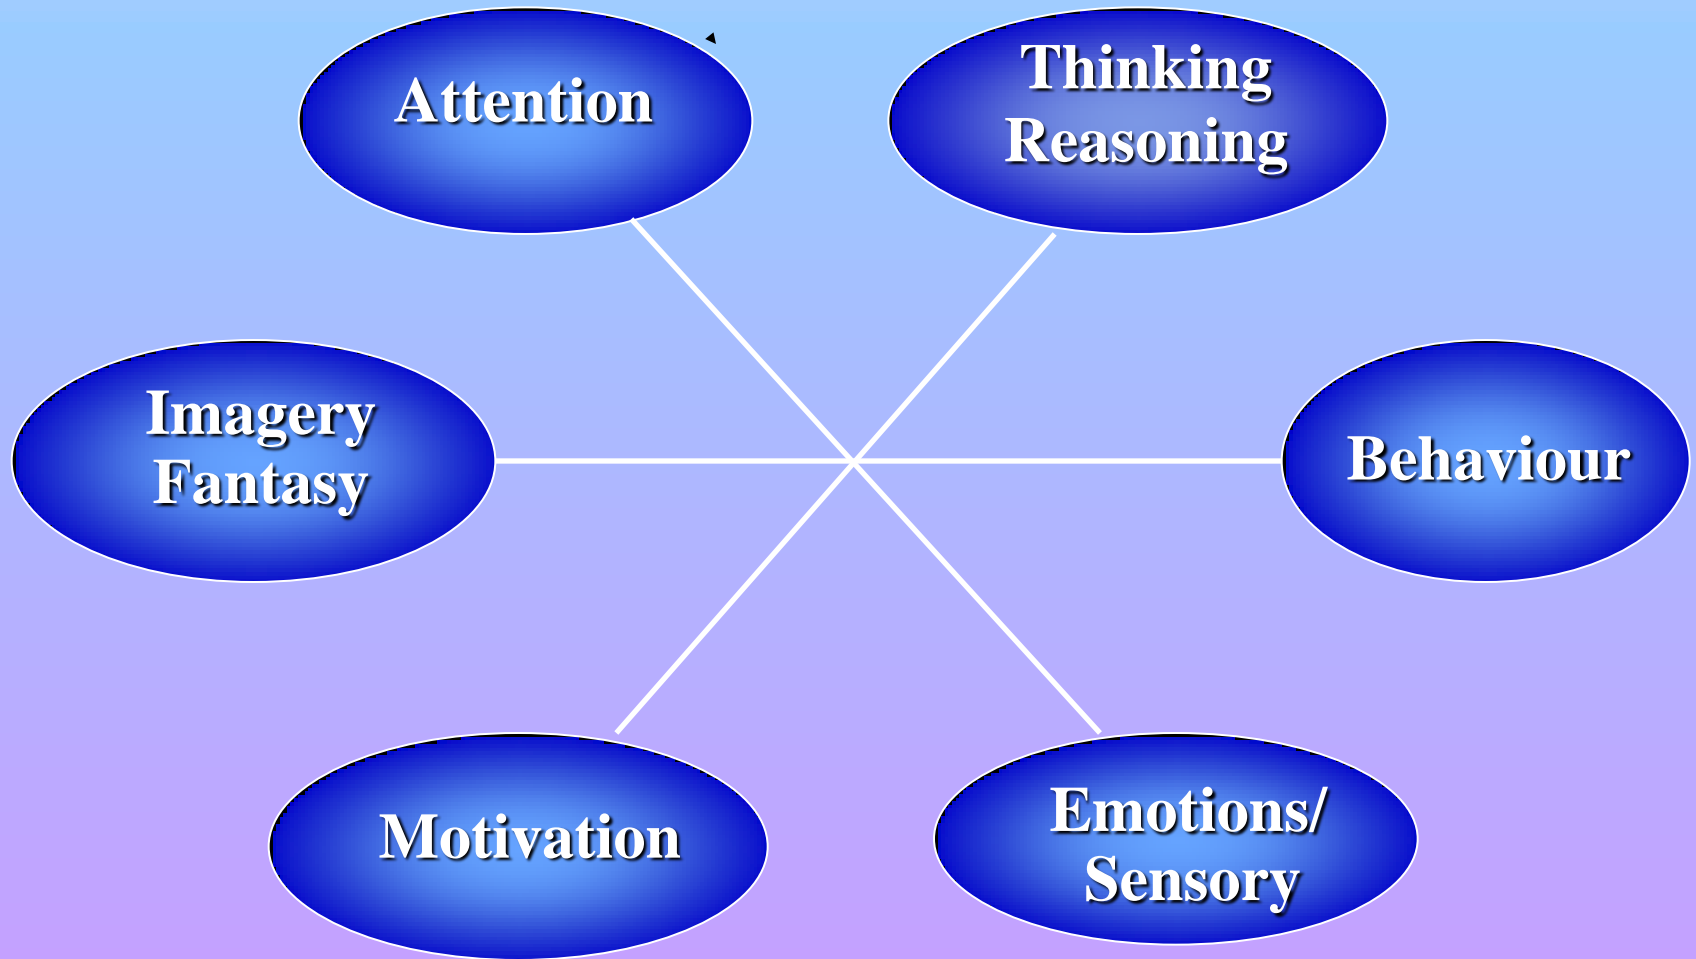 Attention
Thinking
Reasoning
Imagery
Fantasy
Behaviour
Motivation
Emotions/
Sensory